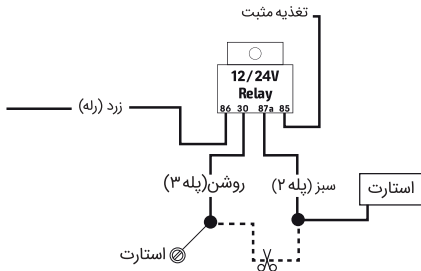 تغذیه مثبت
12/24V
Relay
86 30 87a 85
زرد (رله)
روشن(پله ۳)
سبز (پله ۲)
استارت
استارت